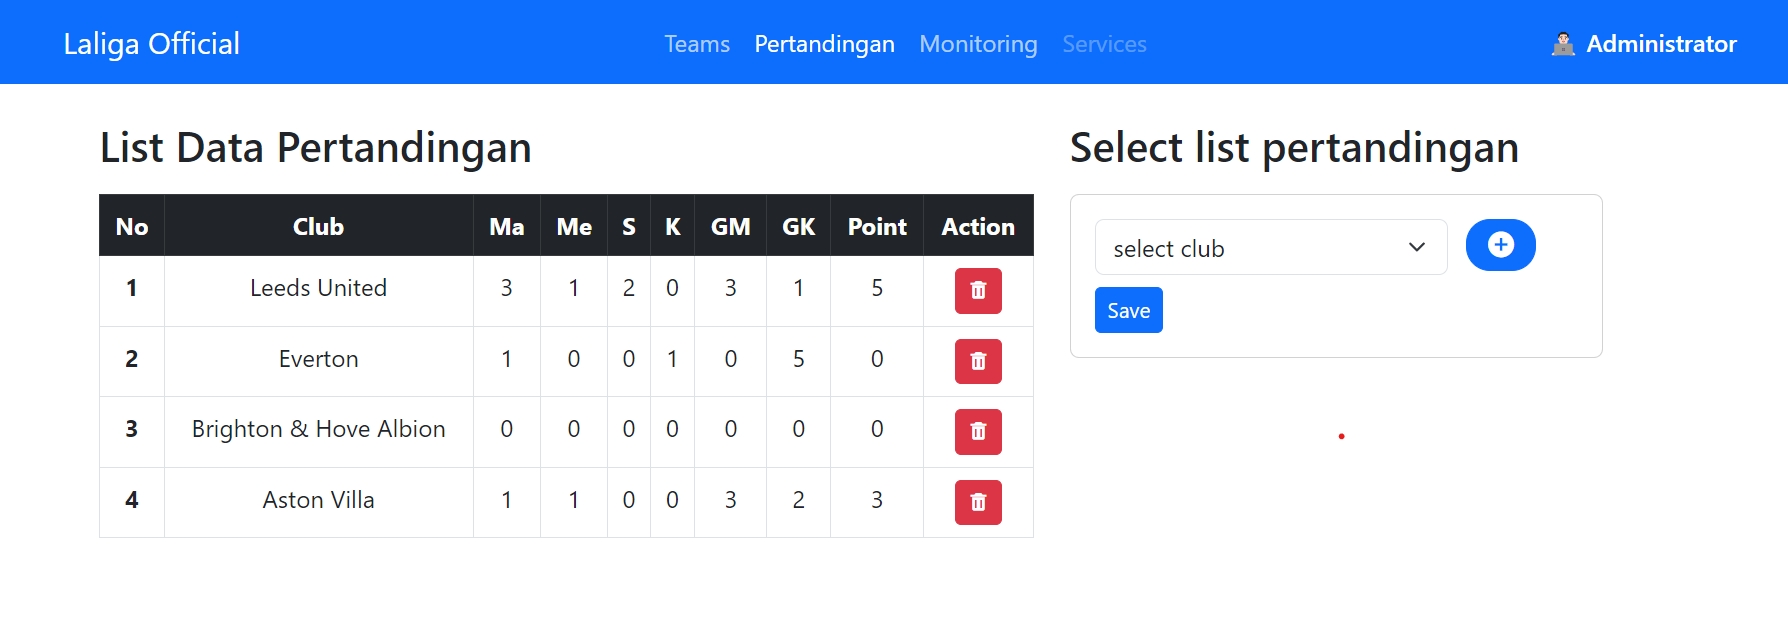 Laliga Official Teams Pertandingan Monitoring Services Administrator
List Data Pertandingan
No Club Ma Me S K GM GK Point Action
1 Leeds United 3 1 2 0 3 1 5
2 Everton 1 0 0 1 0 5 0
3 Brighton & Hove Albion 0 0 0 0 0 0 0
4 Aston Villa 1 1 0 0 3 2 3
Select list pertandingan
select club
Save